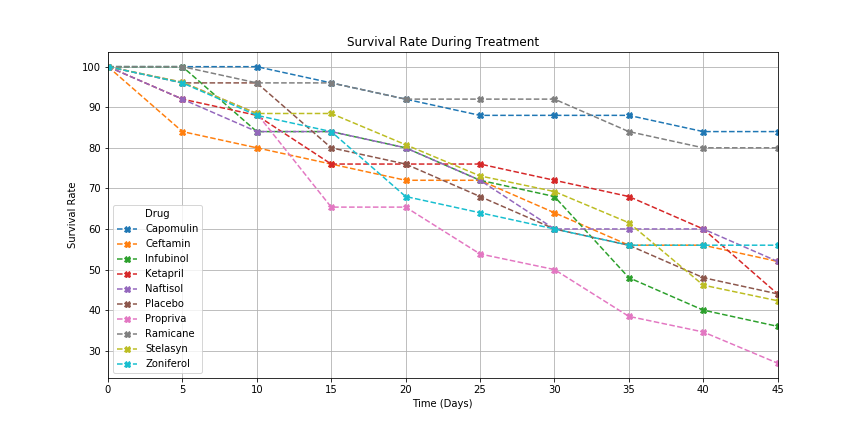 Survival Rate During Treatment
Survival Rate
100
90
80
70
60
50
40
30
Drug
Capomulin
Ceftamin
Infubinol
Ketapril
Naftisol
Placebo
Propriva
Ramicane
Stelasyn
Zoniferol
0 5 10 15 20 25 30 35 40 45
Time (Days)